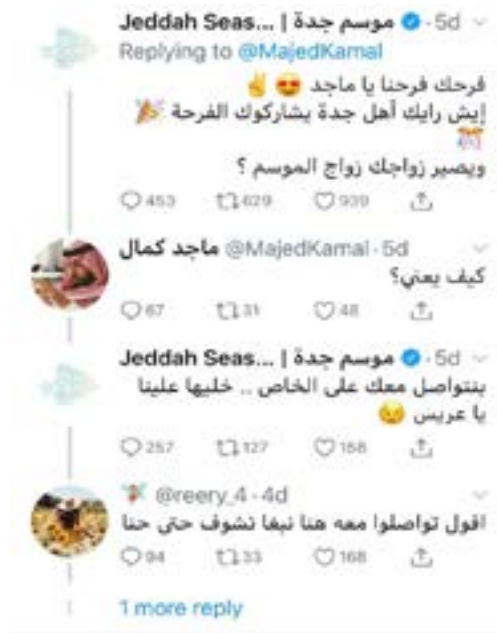 Jeddah Seas... | موسم جدة · 5d
Replying to @MajedKamal
فرحك فرحنا يا ماجد 😍✌️
إيش رايك أهل جدة يشاركوك الفرحة 🎉
🎊
ويصير زواجك زواج الموسم ؟
453 629 939
ماجد كمال @MajedKamal · 5d
كيف يعني؟
67 31 48
Jeddah Seas... | موسم جدة · 5d
بنتواصل معك على الخاص .. خليها علينا
يا عريس 😉
257 127 158
@reery_4 · 4d
اقول تواصلوا معه هنا نبغا نشوف حتى حنا
94 33 168
1 more reply